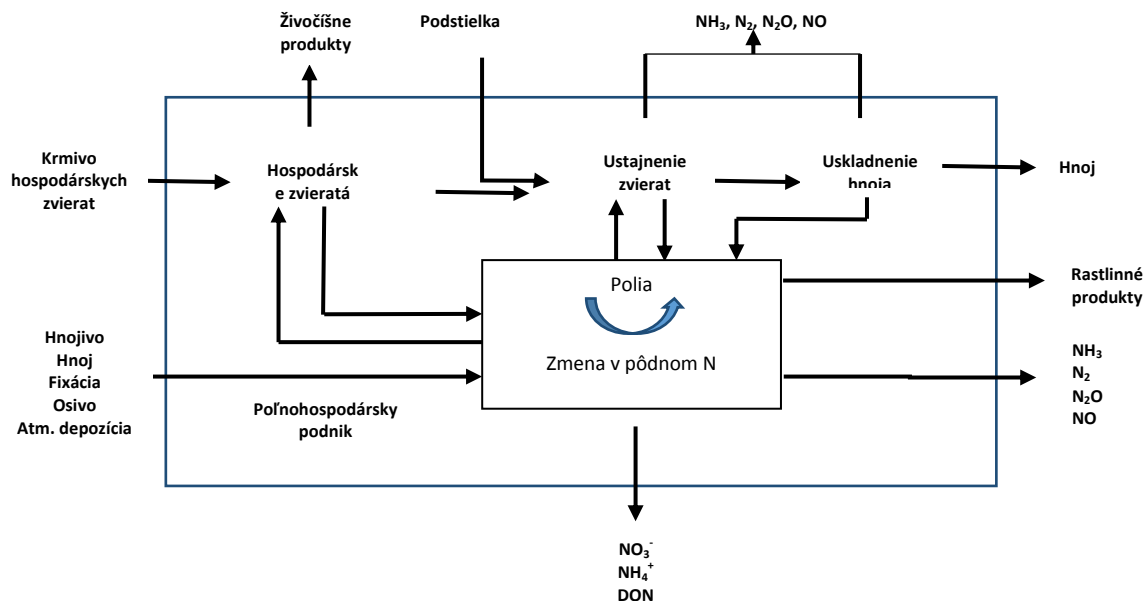 Živočíšne
produkty
Podstielka
NH₃, N₂, N₂O, NO
Krmivo
hospodárskych
zvierat
Hospodársk
e zvieratá
Ustajnenie
zvierat
Uskladnenie
hnoja
Hnoj
Polia
Zmena v pôdnom N
Rastlinné
produkty
Hnojivo
Hnoj
Fixácia
Osivo
Atm. depozícia
Poľnohospodársky
podnik
NH₃
N₂
N₂O
NO
NO₃⁻
NH₄⁺
DON